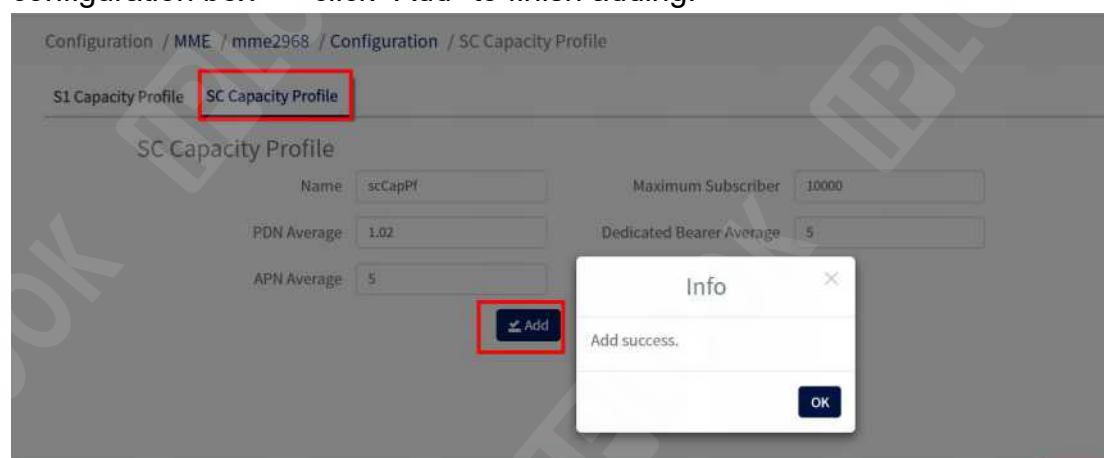 Configuration / MME / mme2968 / Configuration / SC Capacity Profile
S1 Capacity Profile SC Capacity Profile
SC Capacity Profile
Name scCapPf Maximum Subscriber 10000
PDN Average 1.02 Dedicated Bearer Average 5
APN Average 5
Add
Info ×
Add success.
OK